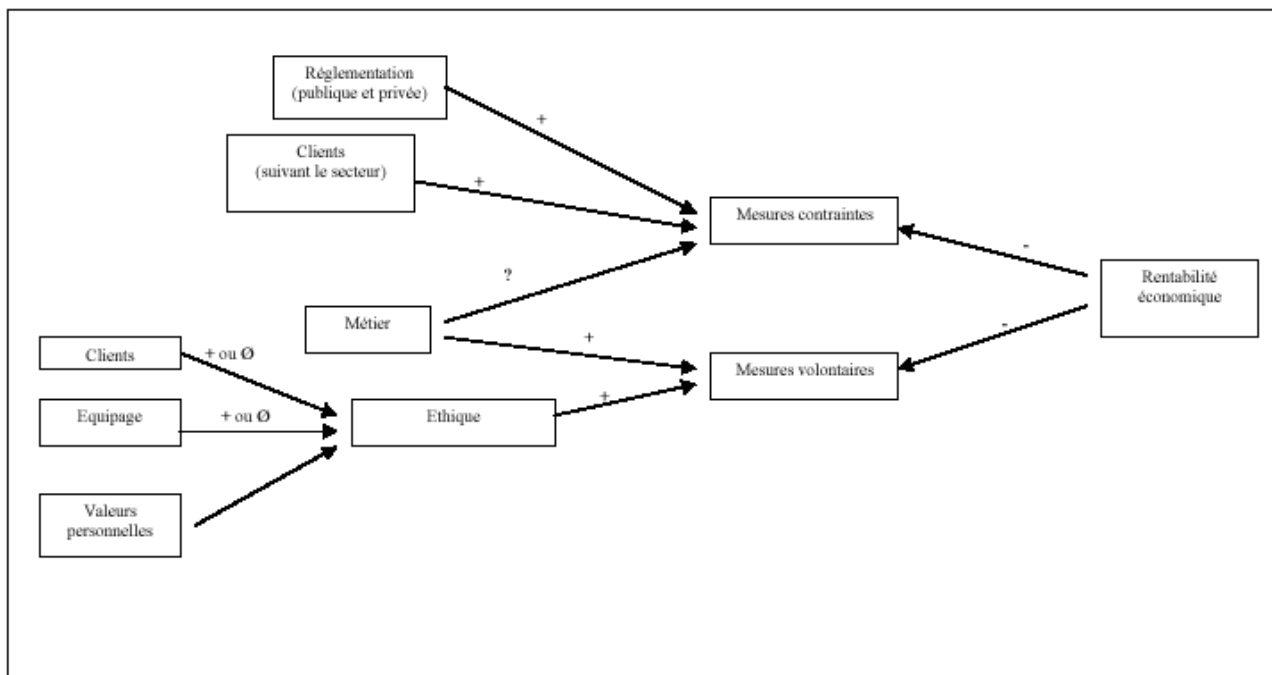 Réglementation
(publique et privée)
+
Clients
(suivant le secteur)
+
Mesures contraintes
-
Rentabilité
économique
?
Métier
+
-
Clients
+ ou Ø
Mesures volontaires
Equipage
+ ou Ø
Ethique
+
Valeurs
personnelles